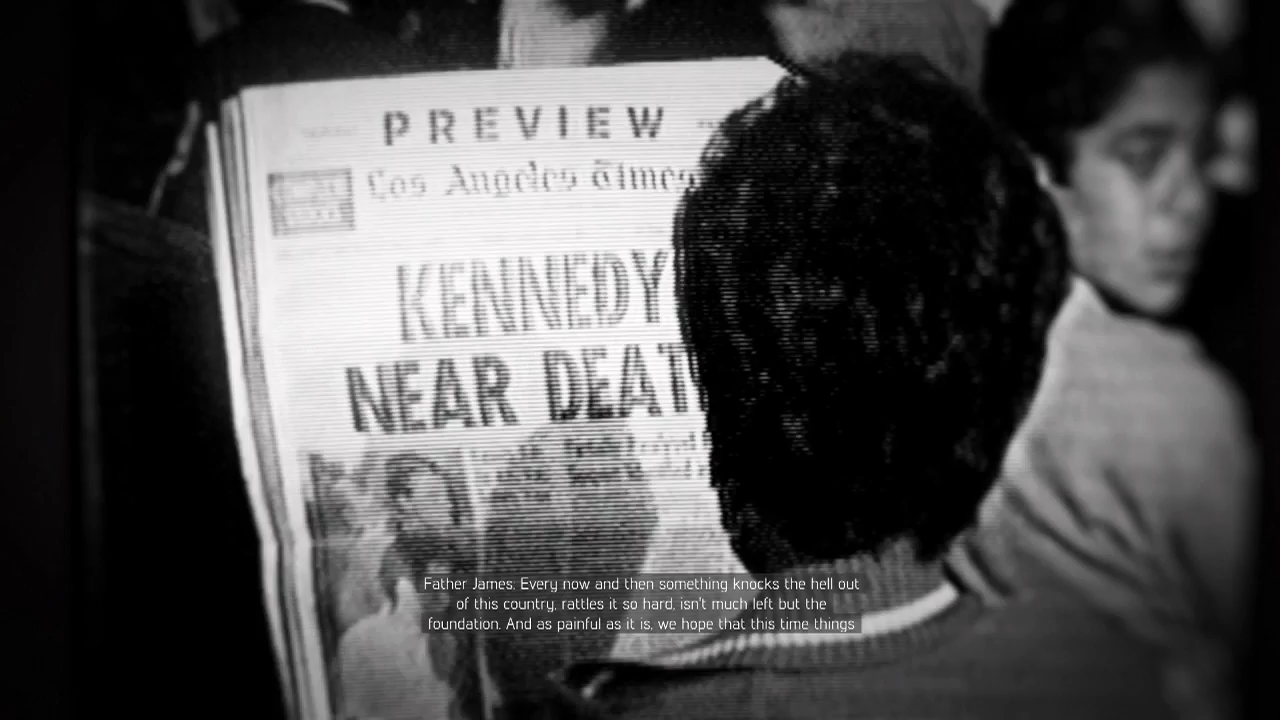 PREVIEW
Los Angeles Times
KENNEDY
NEAR DEAT
Father James: Every now and then something knocks the hell out
of this country, rattles it so hard, isn't much left but the
foundation. And as painful as it is, we hope that this time things